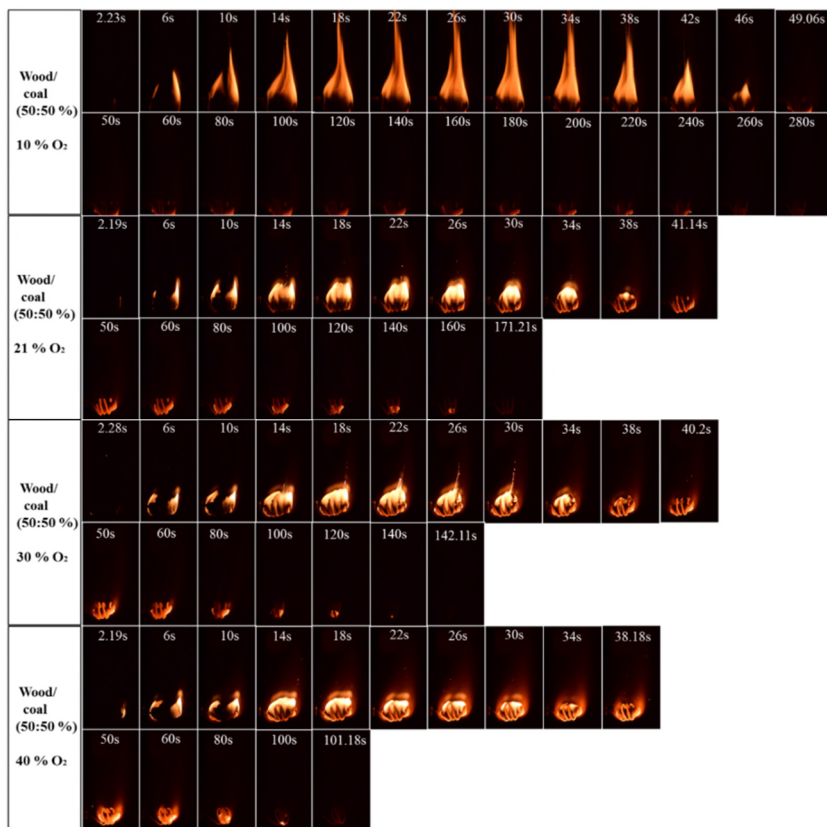 2.23s 6s 10s 14s 18s 22s 26s 30s 34s 38s 42s 46s 49.06s
Wood/
coal
(50:50 %)
10 % O₂
50s 60s 80s 100s 120s 140s 160s 180s 200s 220s 240s 260s 280s
2.19s 6s 10s 14s 18s 22s 26s 30s 34s 38s 41.14s
Wood/
coal
(50:50 %)
21 % O₂
50s 60s 80s 100s 120s 140s 160s 171.21s
2.28s 6s 10s 14s 18s 22s 26s 30s 34s 38s 40.2s
Wood/
coal
(50:50 %)
30 % O₂
50s 60s 80s 100s 120s 140s 142.11s
2.19s 6s 10s 14s 18s 22s 26s 30s 34s 38.18s
Wood/
coal
(50:50 %)
40 % O₂
50s 60s 80s 100s 101.18s